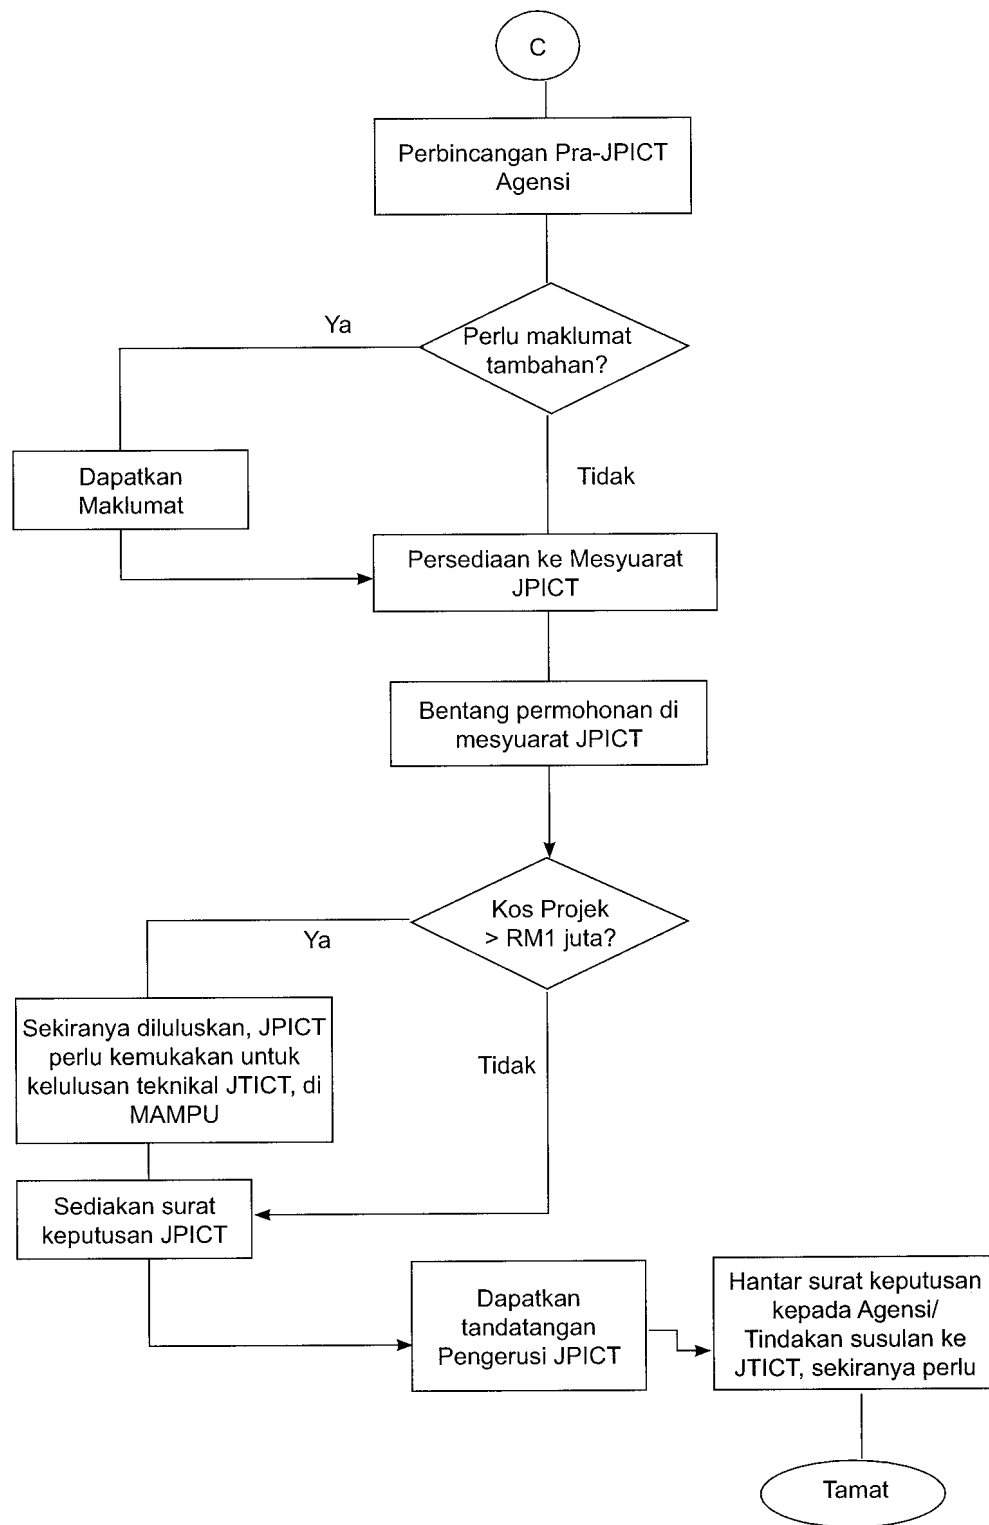 C
Perbincangan Pra-JPICT
Agensi
Ya
Perlu maklumat
tambahan?
Dapatkan
Maklumat
Tidak
Persediaan ke Mesyuarat
JPICT
Bentang permohonan di
mesyuarat JPICT
Kos Projek
> RM1 juta?
Ya
Sekiranya diluluskan, JPICT
perlu kemukakan untuk
kelulusan teknikal JTICT, di
MAMPU
Tidak
Sediakan surat
keputusan JPICT
Dapatkan
tandatangan
Pengerusi JPICT
Hantar surat keputusan
kepada Agensi/
Tindakan susulan ke
JTICT, sekiranya perlu
Tamat